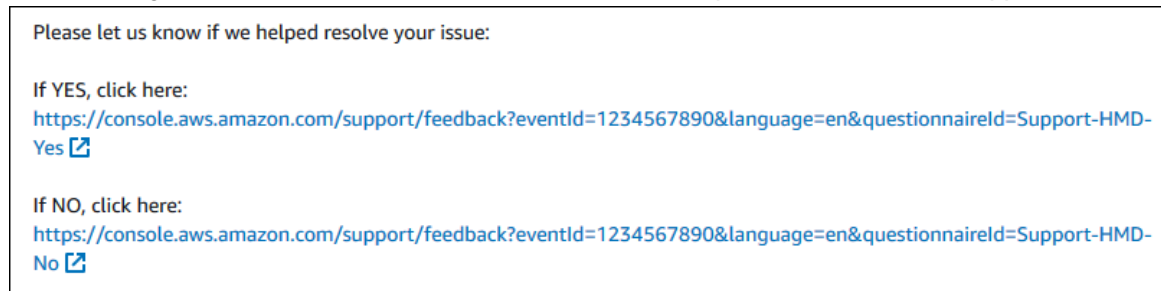 Please let us know if we helped resolve your issue:
If YES, click here:
https://console.aws.amazon.com/support/feedback?eventId=1234567890&language=en&questionnaireId=Support-HMD-
Yes
If NO, click here:
https://console.aws.amazon.com/support/feedback?eventId=1234567890&language=en&questionnaireId=Support-HMD-
No